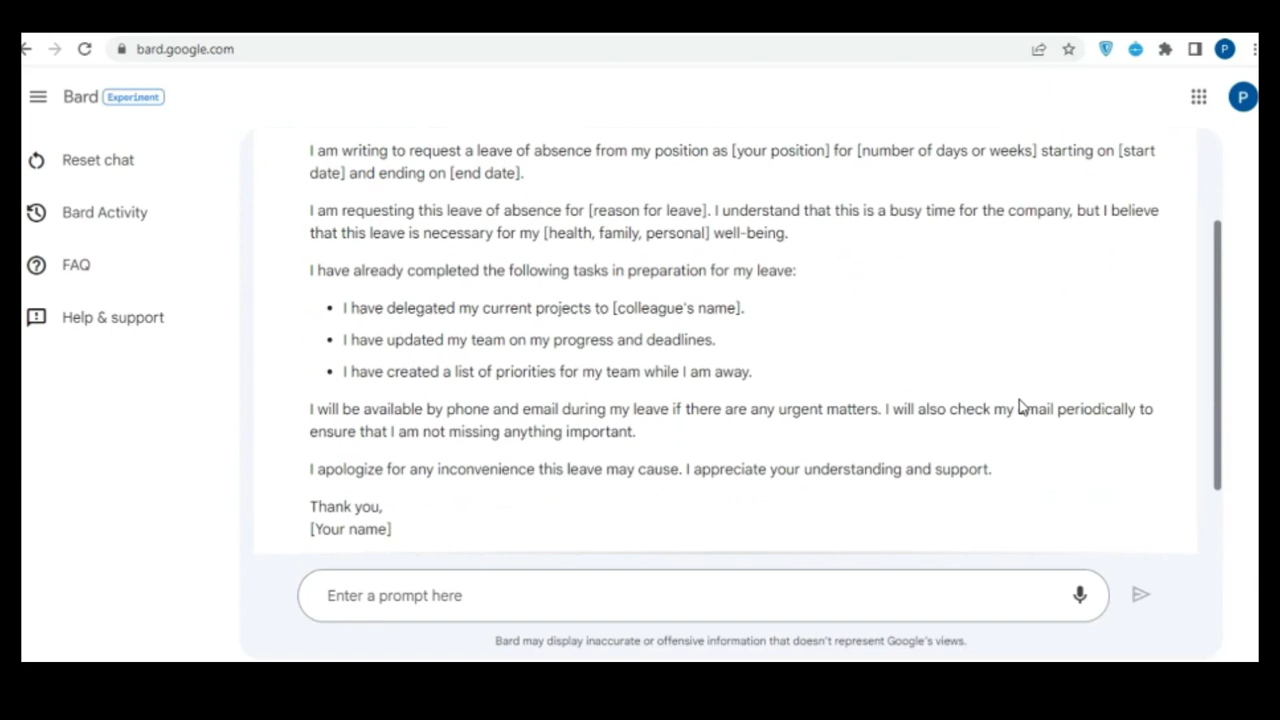 bard.google.com
P
Bard Experiment
P
Reset chat
Bard Activity
FAQ
Help & support
I am writing to request a leave of absence from my position as [your position] for [number of days or weeks] starting on [start
date] and ending on [end date].
I am requesting this leave of absence for [reason for leave]. I understand that this is a busy time for the company, but I believe
that this leave is necessary for my [health, family, personal] well-being.
I have already completed the following tasks in preparation for my leave:
• I have delegated my current projects to [colleague's name].
• I have updated my team on my progress and deadlines.
• I have created a list of priorities for my team while I am away.
I will be available by phone and email during my leave if there are any urgent matters. I will also check my email periodically to
ensure that I am not missing anything important.
I apologize for any inconvenience this leave may cause. I appreciate your understanding and support.
Thank you,
[Your name]
Enter a prompt here
Bard may display inaccurate or offensive information that doesn't represent Google's views.